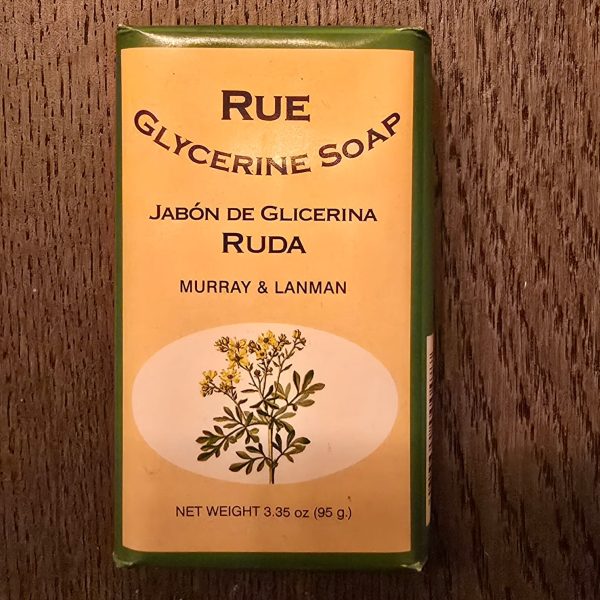 RUE
GLYCERINE SOAP
JABÓN DE GLICERINA
RUDA
MURRAY & LANMAN
NET WEIGHT 3.35 oz (95 g.)